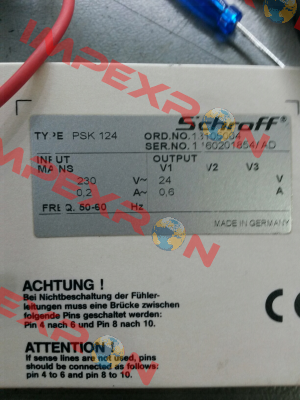 Schroff
TYPE PSK 124 ORD.NO.
SER.NO.
INPUT OUTPUT
MAINS V1 V2 V3
230 V~ 24 V
0,2 A~ 0,6 A
FREQ. 50-60 Hz
MADE IN GERMANY
ACHTUNG !
Bei Nichtbeschaltung der Fühler-
leitungen muss eine Brücke zwischen
folgende Pins geschaltet werden:
Pin 4 nach 6 und Pin 8 nach 10.
CE
ATTENTION !
If sense lines are not used, pins
should be connected as follows:
pin 4 to 6 and pin 8 to 10.
IMPEXRON